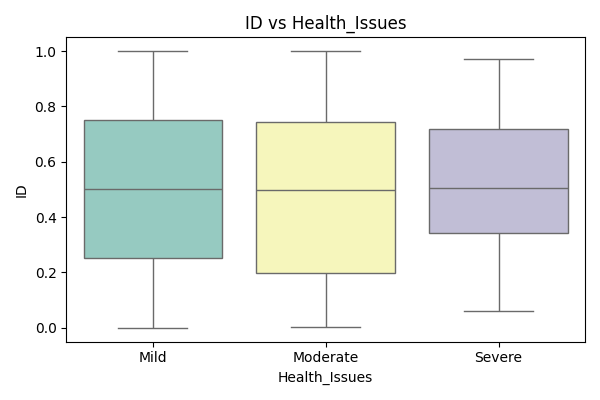 ID vs Health_Issues
1.0
0.8
0.6
0.4
0.2
0.0
ID
Mild
Moderate
Severe
Health_Issues